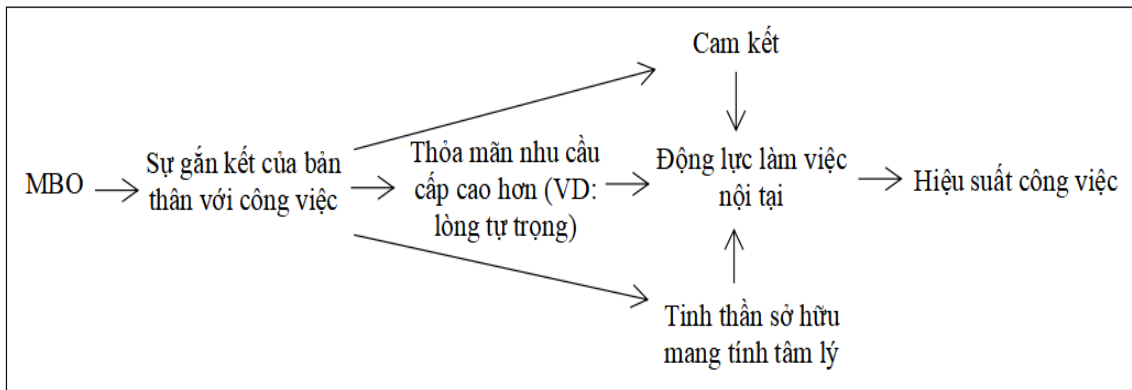 Cam kết
MBO
Sự gắn kết của bản
thân với công việc
Thỏa mãn nhu cầu
cấp cao hơn (VD:
lòng tự trọng)
Động lực làm việc
nội tại
Hiệu suất công việc
Tinh thần sở hữu
mang tính tâm lý